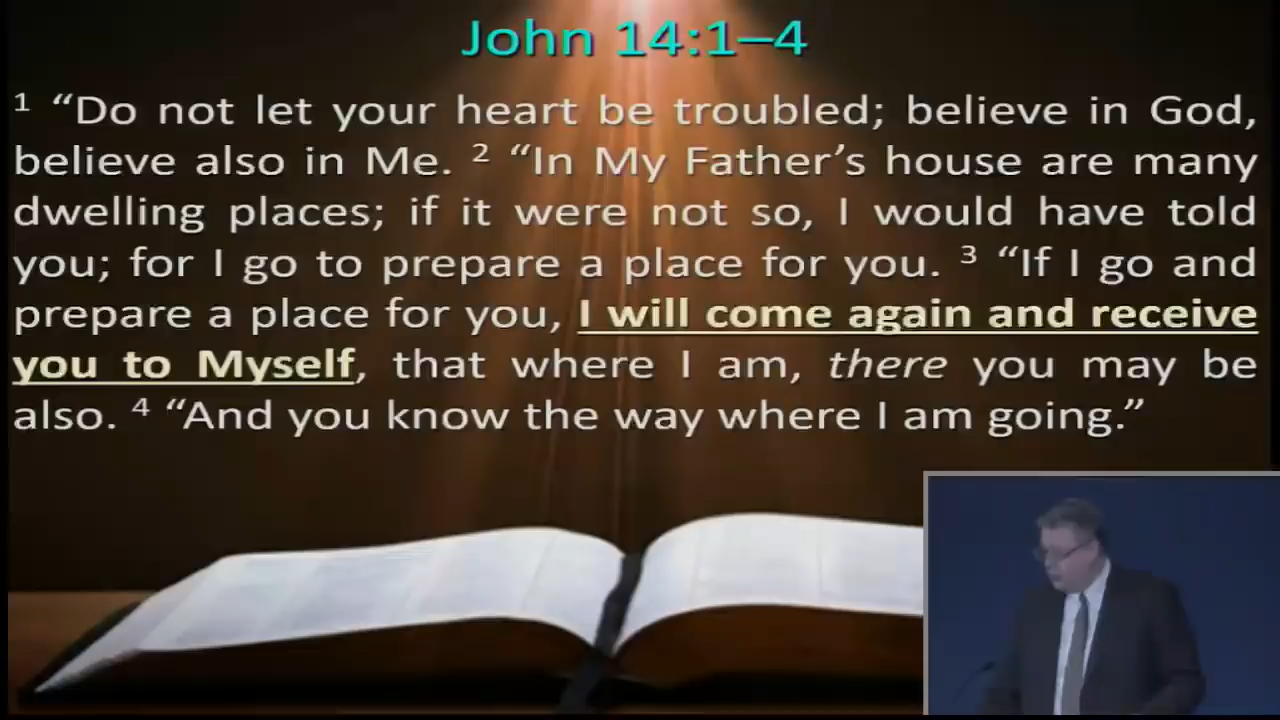 John 14:1–4
¹ “Do not let your heart be troubled; believe in God,
believe also in Me. ² “In My Father’s house are many
dwelling places; if it were not so, I would have told
you; for I go to prepare a place for you. ³ “If I go and
prepare a place for you, I will come again and receive
you to Myself, that where I am, there you may be
also. ⁴ “And you know the way where I am going.”